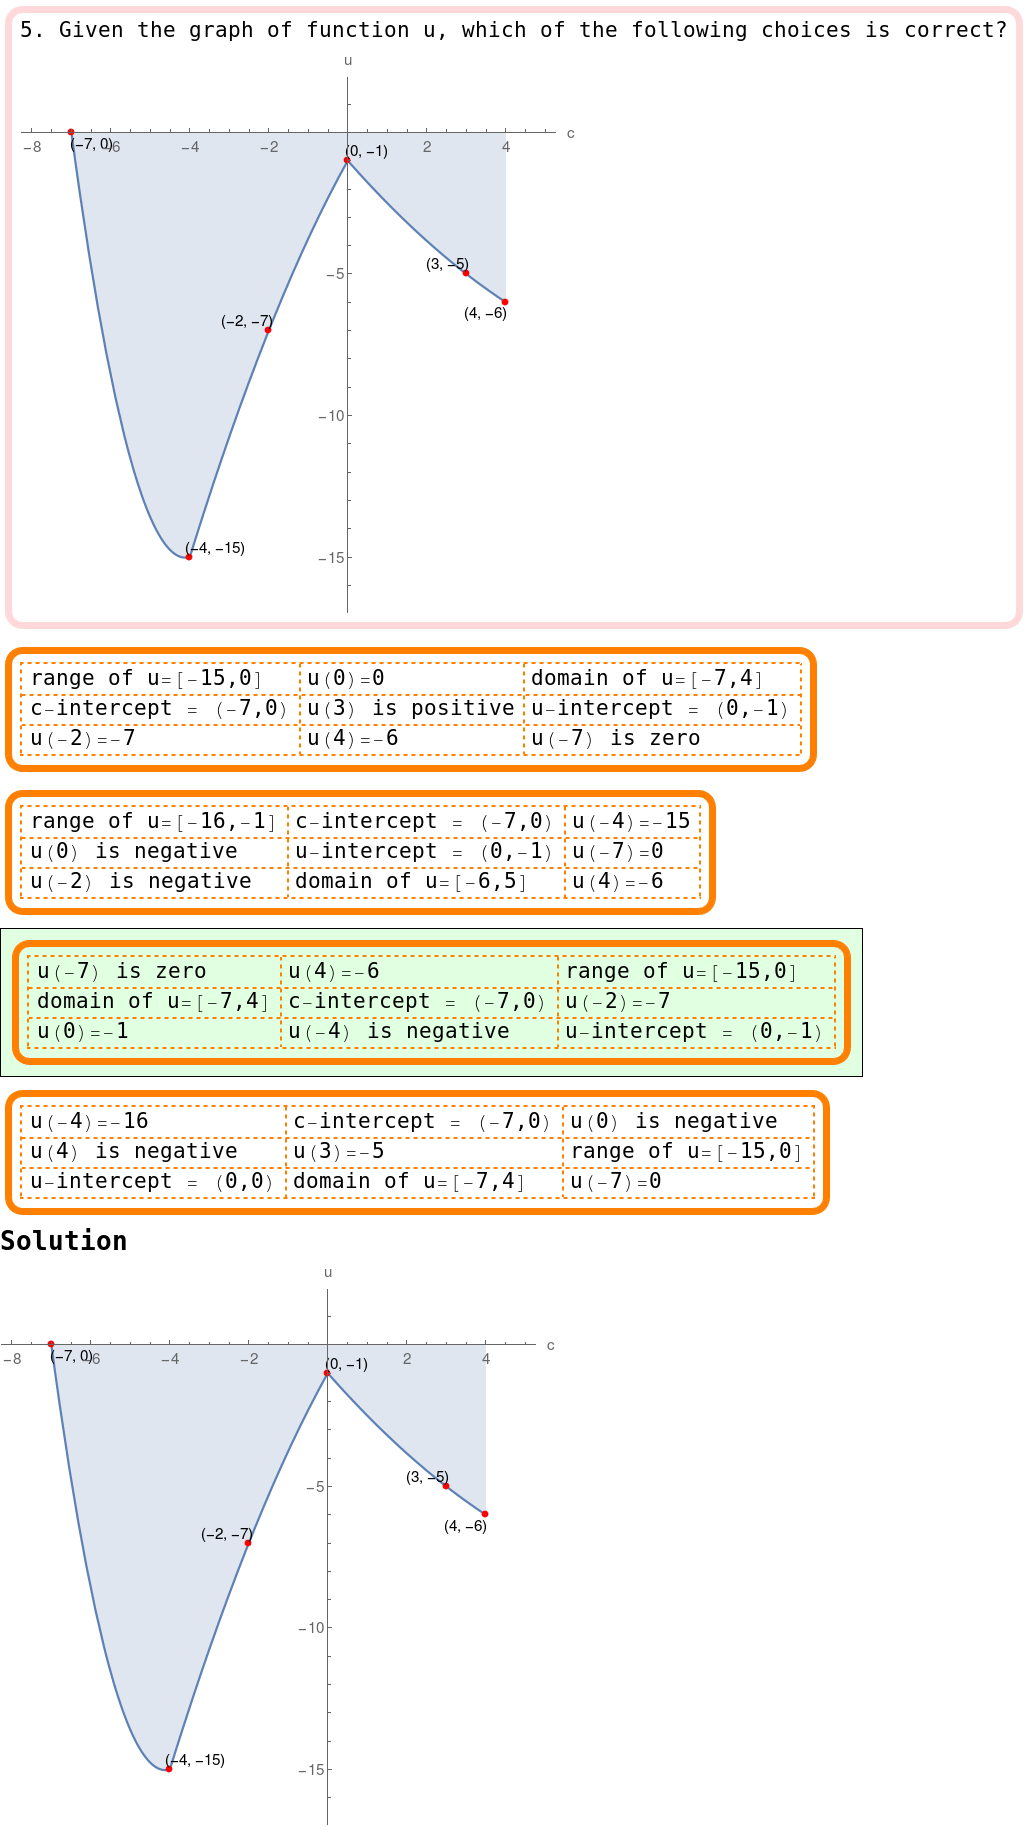 5. Given the graph of function u, which of the following choices is correct?
u
c
−8 (−7, 0) −6 −4 −2 2 4
(0, −1)
(3, −5)
−5
(4, −6)
(−2, −7)
−10
(−4, −15)
−15
range of u=[-15,0] u(0)=0 domain of u=[-7,4]
c-intercept = (-7,0) u(3) is positive u-intercept = (0,-1)
u(-2)=-7 u(4)=-6 u(-7) is zero
range of u=[-16,-1] c-intercept = (-7,0) u(-4)=-15
u(0) is negative u-intercept = (0,-1) u(-7)=0
u(-2) is negative domain of u=[-6,5] u(4)=-6
u(-7) is zero u(4)=-6 range of u=[-15,0]
domain of u=[-7,4] c-intercept = (-7,0) u(-2)=-7
u(0)=-1 u(-4) is negative u-intercept = (0,-1)
u(-4)=-16 c-intercept = (-7,0) u(0) is negative
u(4) is negative u(3)=-5 range of u=[-15,0]
u-intercept = (0,0) domain of u=[-7,4] u(-7)=0
Solution
u
c
−8 (−7, 0) −6 −4 −2 2 4
(0, −1)
(3, −5)
−5
(4, −6)
(−2, −7)
−10
(−4, −15)
−15